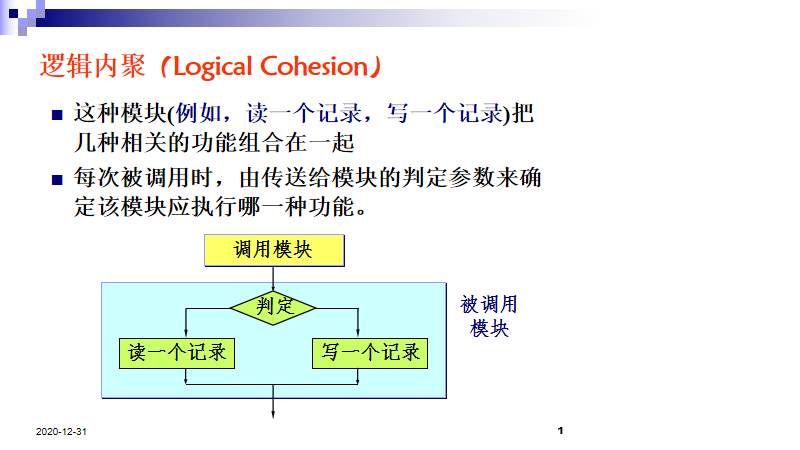 逻辑内聚（Logical Cohesion）
这种模块(例如，读一个记录，写一个记录)把
几种相关的功能组合在一起
每次被调用时，由传送给模块的判定参数来确
定该模块应执行哪一种功能。
调用模块
判定
被调用
模块
读一个记录
写一个记录
2020-12-31
1